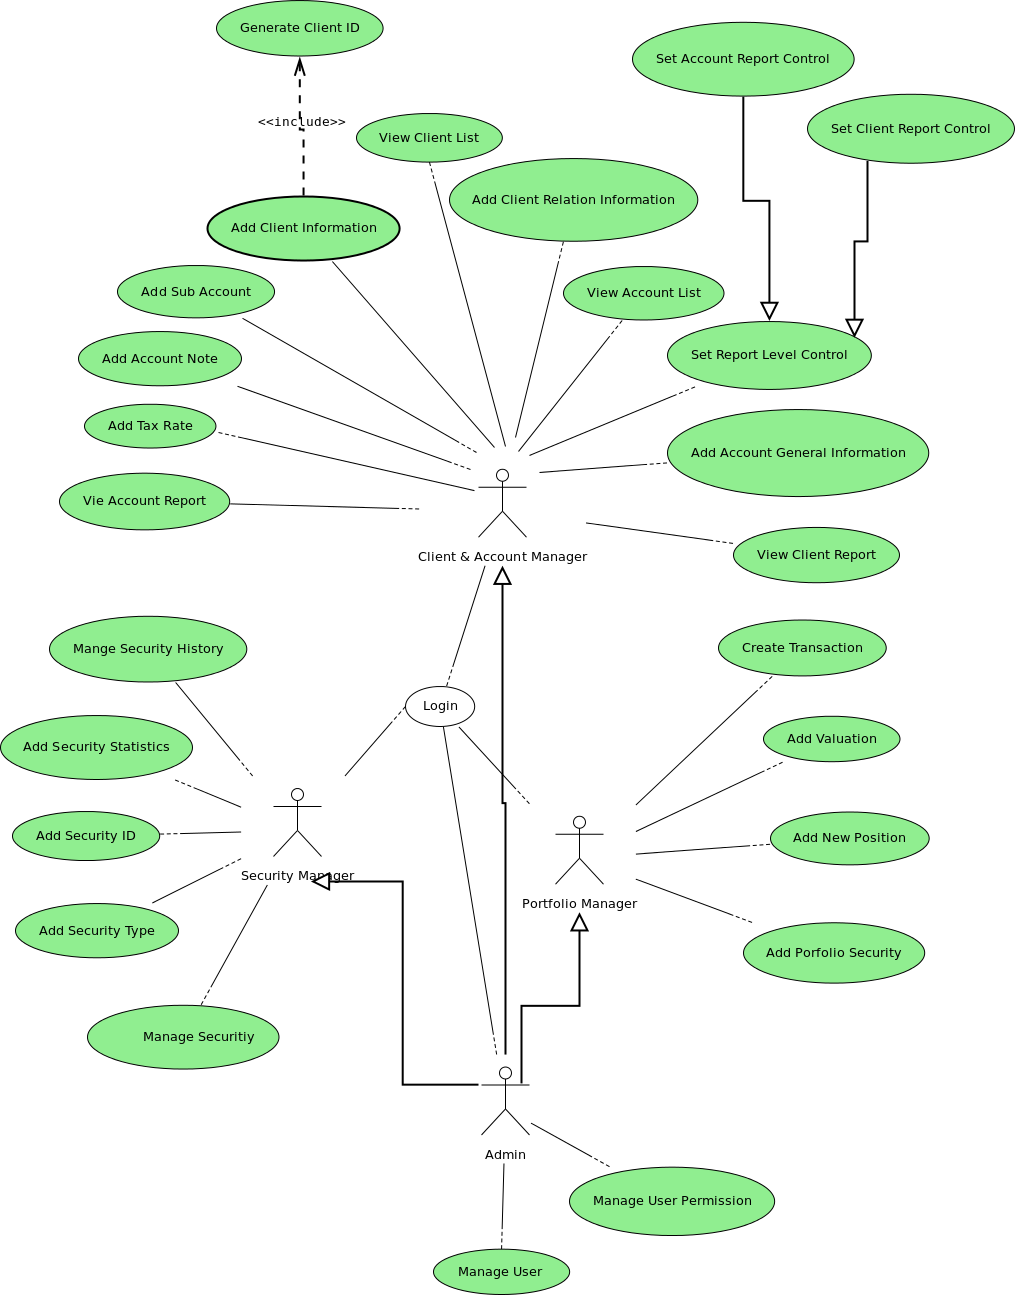 Generate Client ID
Set Account Report Control
<<include>>
Set Client Report Control
View Client List
Add Client Relation Information
Add Client Information
Add Sub Account
View Account List
Add Account Note
Set Report Level Control
Add Tax Rate
Add Account General Information
Vie Account Report
Client & Account Manager
View Client Report
Mange Security History
Create Transaction
Login
Add Security Statistics
Add Valuation
Add Security ID
Add New Position
Security Manager
Portfolio Manager
Add Security Type
Add Porfolio Security
Manage Securitiy
Admin
Manage User Permission
Manage User